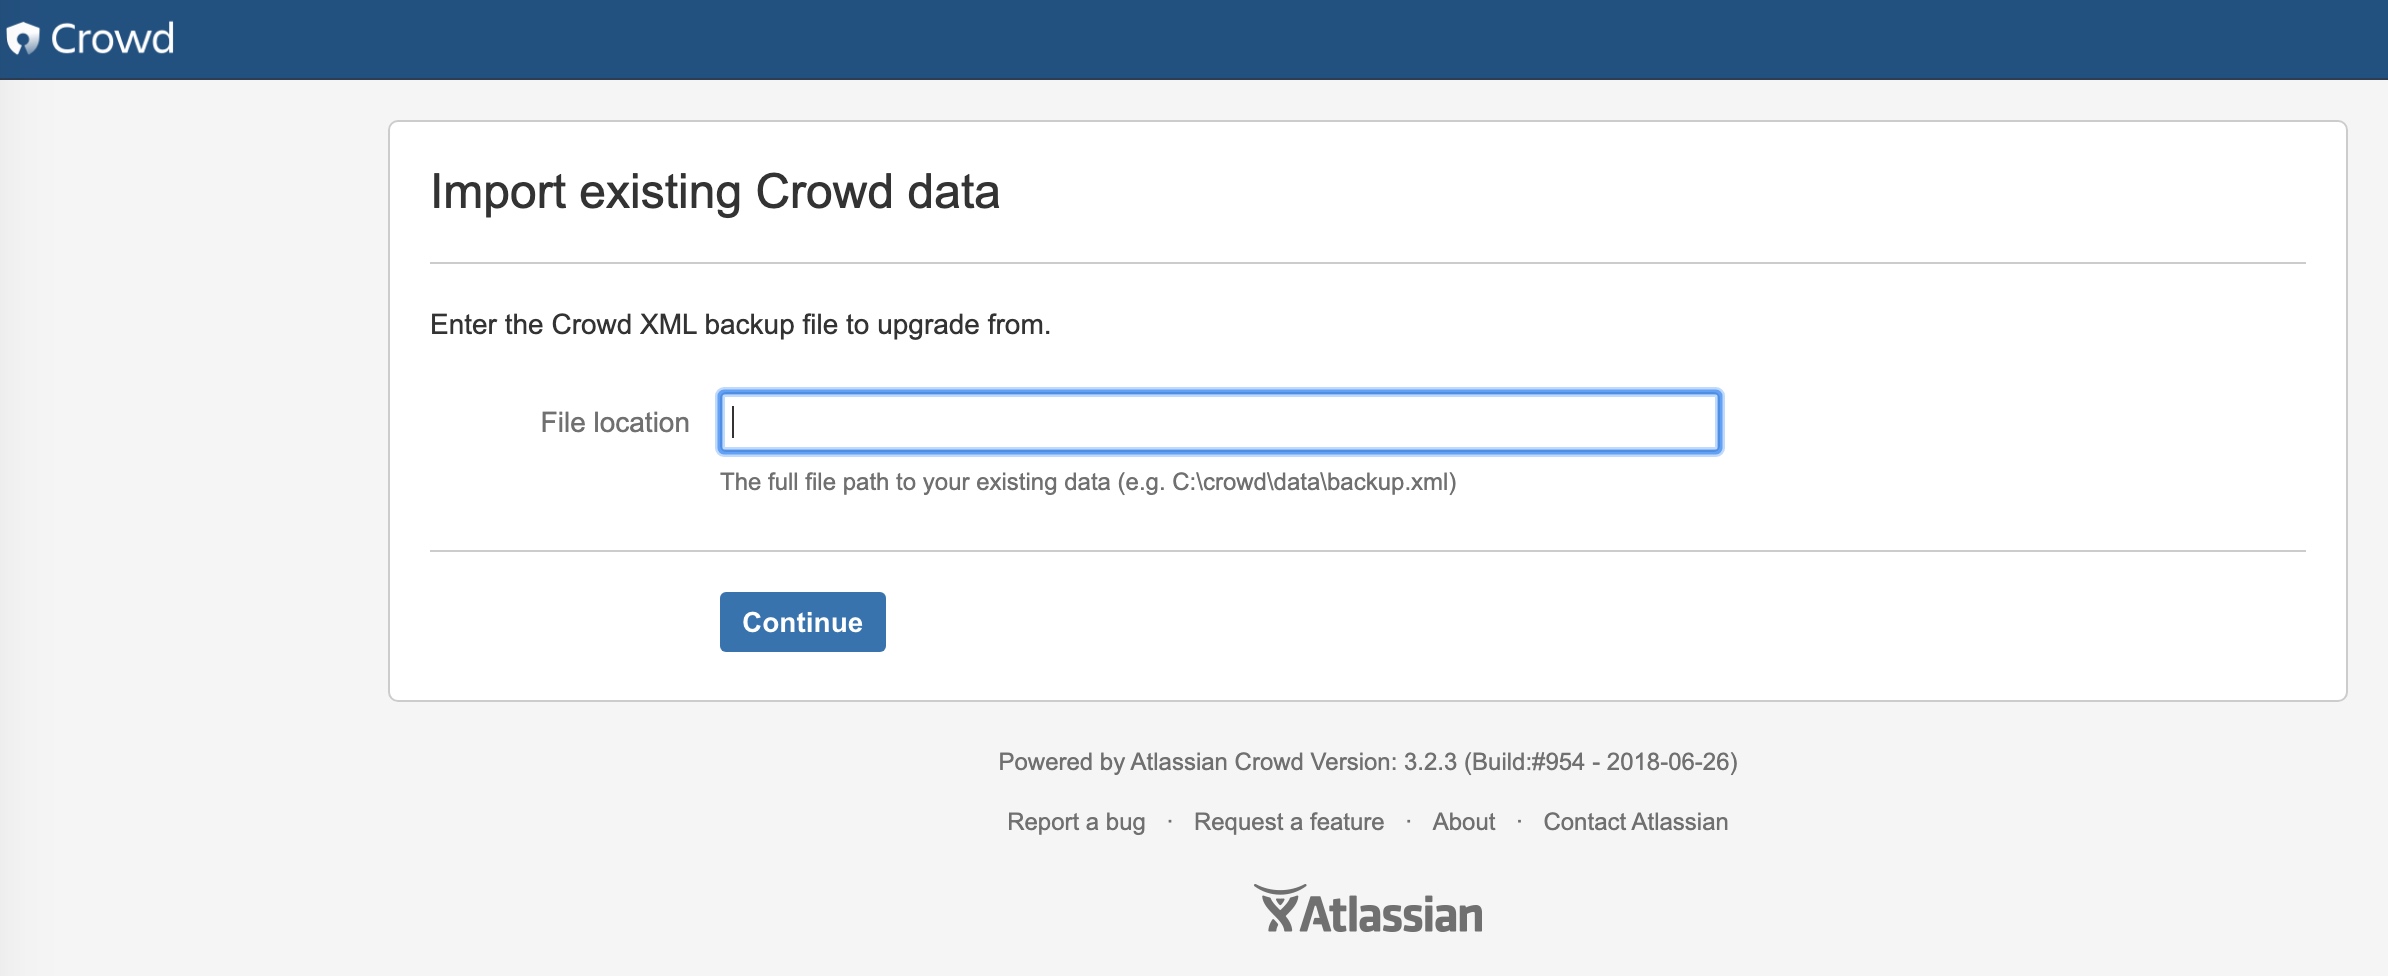 Crowd
Import existing Crowd data
Enter the Crowd XML backup file to upgrade from.
File location
The full file path to your existing data (e.g. C:\crowd\data\backup.xml)
Continue
Powered by Atlassian Crowd Version: 3.2.3 (Build:#954 - 2018-06-26)
Report a bug · Request a feature · About · Contact Atlassian
Atlassian